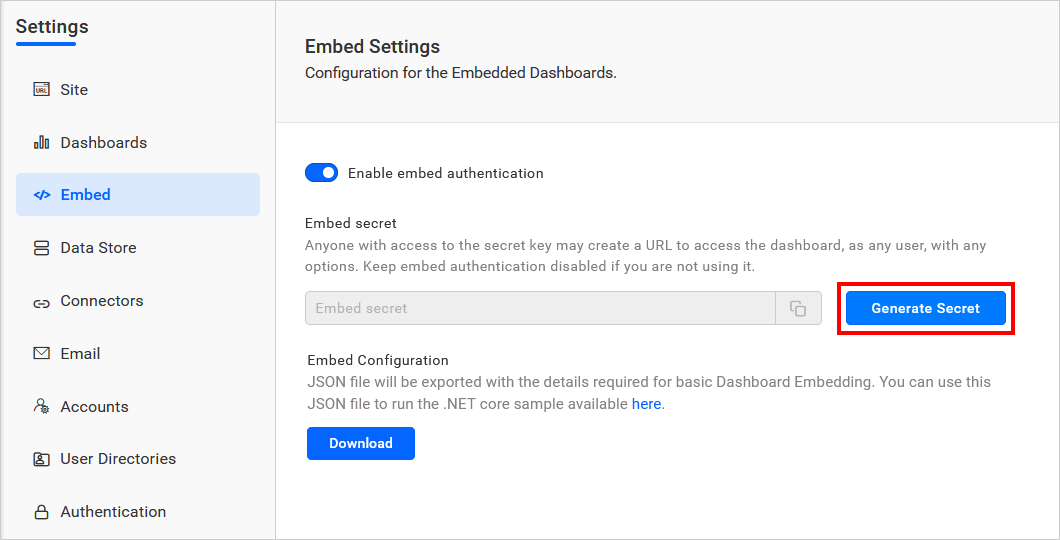 Settings
URL
Site
Dashboards
Embed
Data Store
Connectors
Email
Accounts
User Directories
Authentication
Embed Settings
Configuration for the Embedded Dashboards.
Enable embed authentication
Embed secret
Anyone with access to the secret key may create a URL to access the dashboard, as any user, with any
options. Keep embed authentication disabled if you are not using it.
Embed secret
Generate Secret
Embed Configuration
JSON file will be exported with the details required for basic Dashboard Embedding. You can use this
JSON file to run the .NET core sample available here.
Download